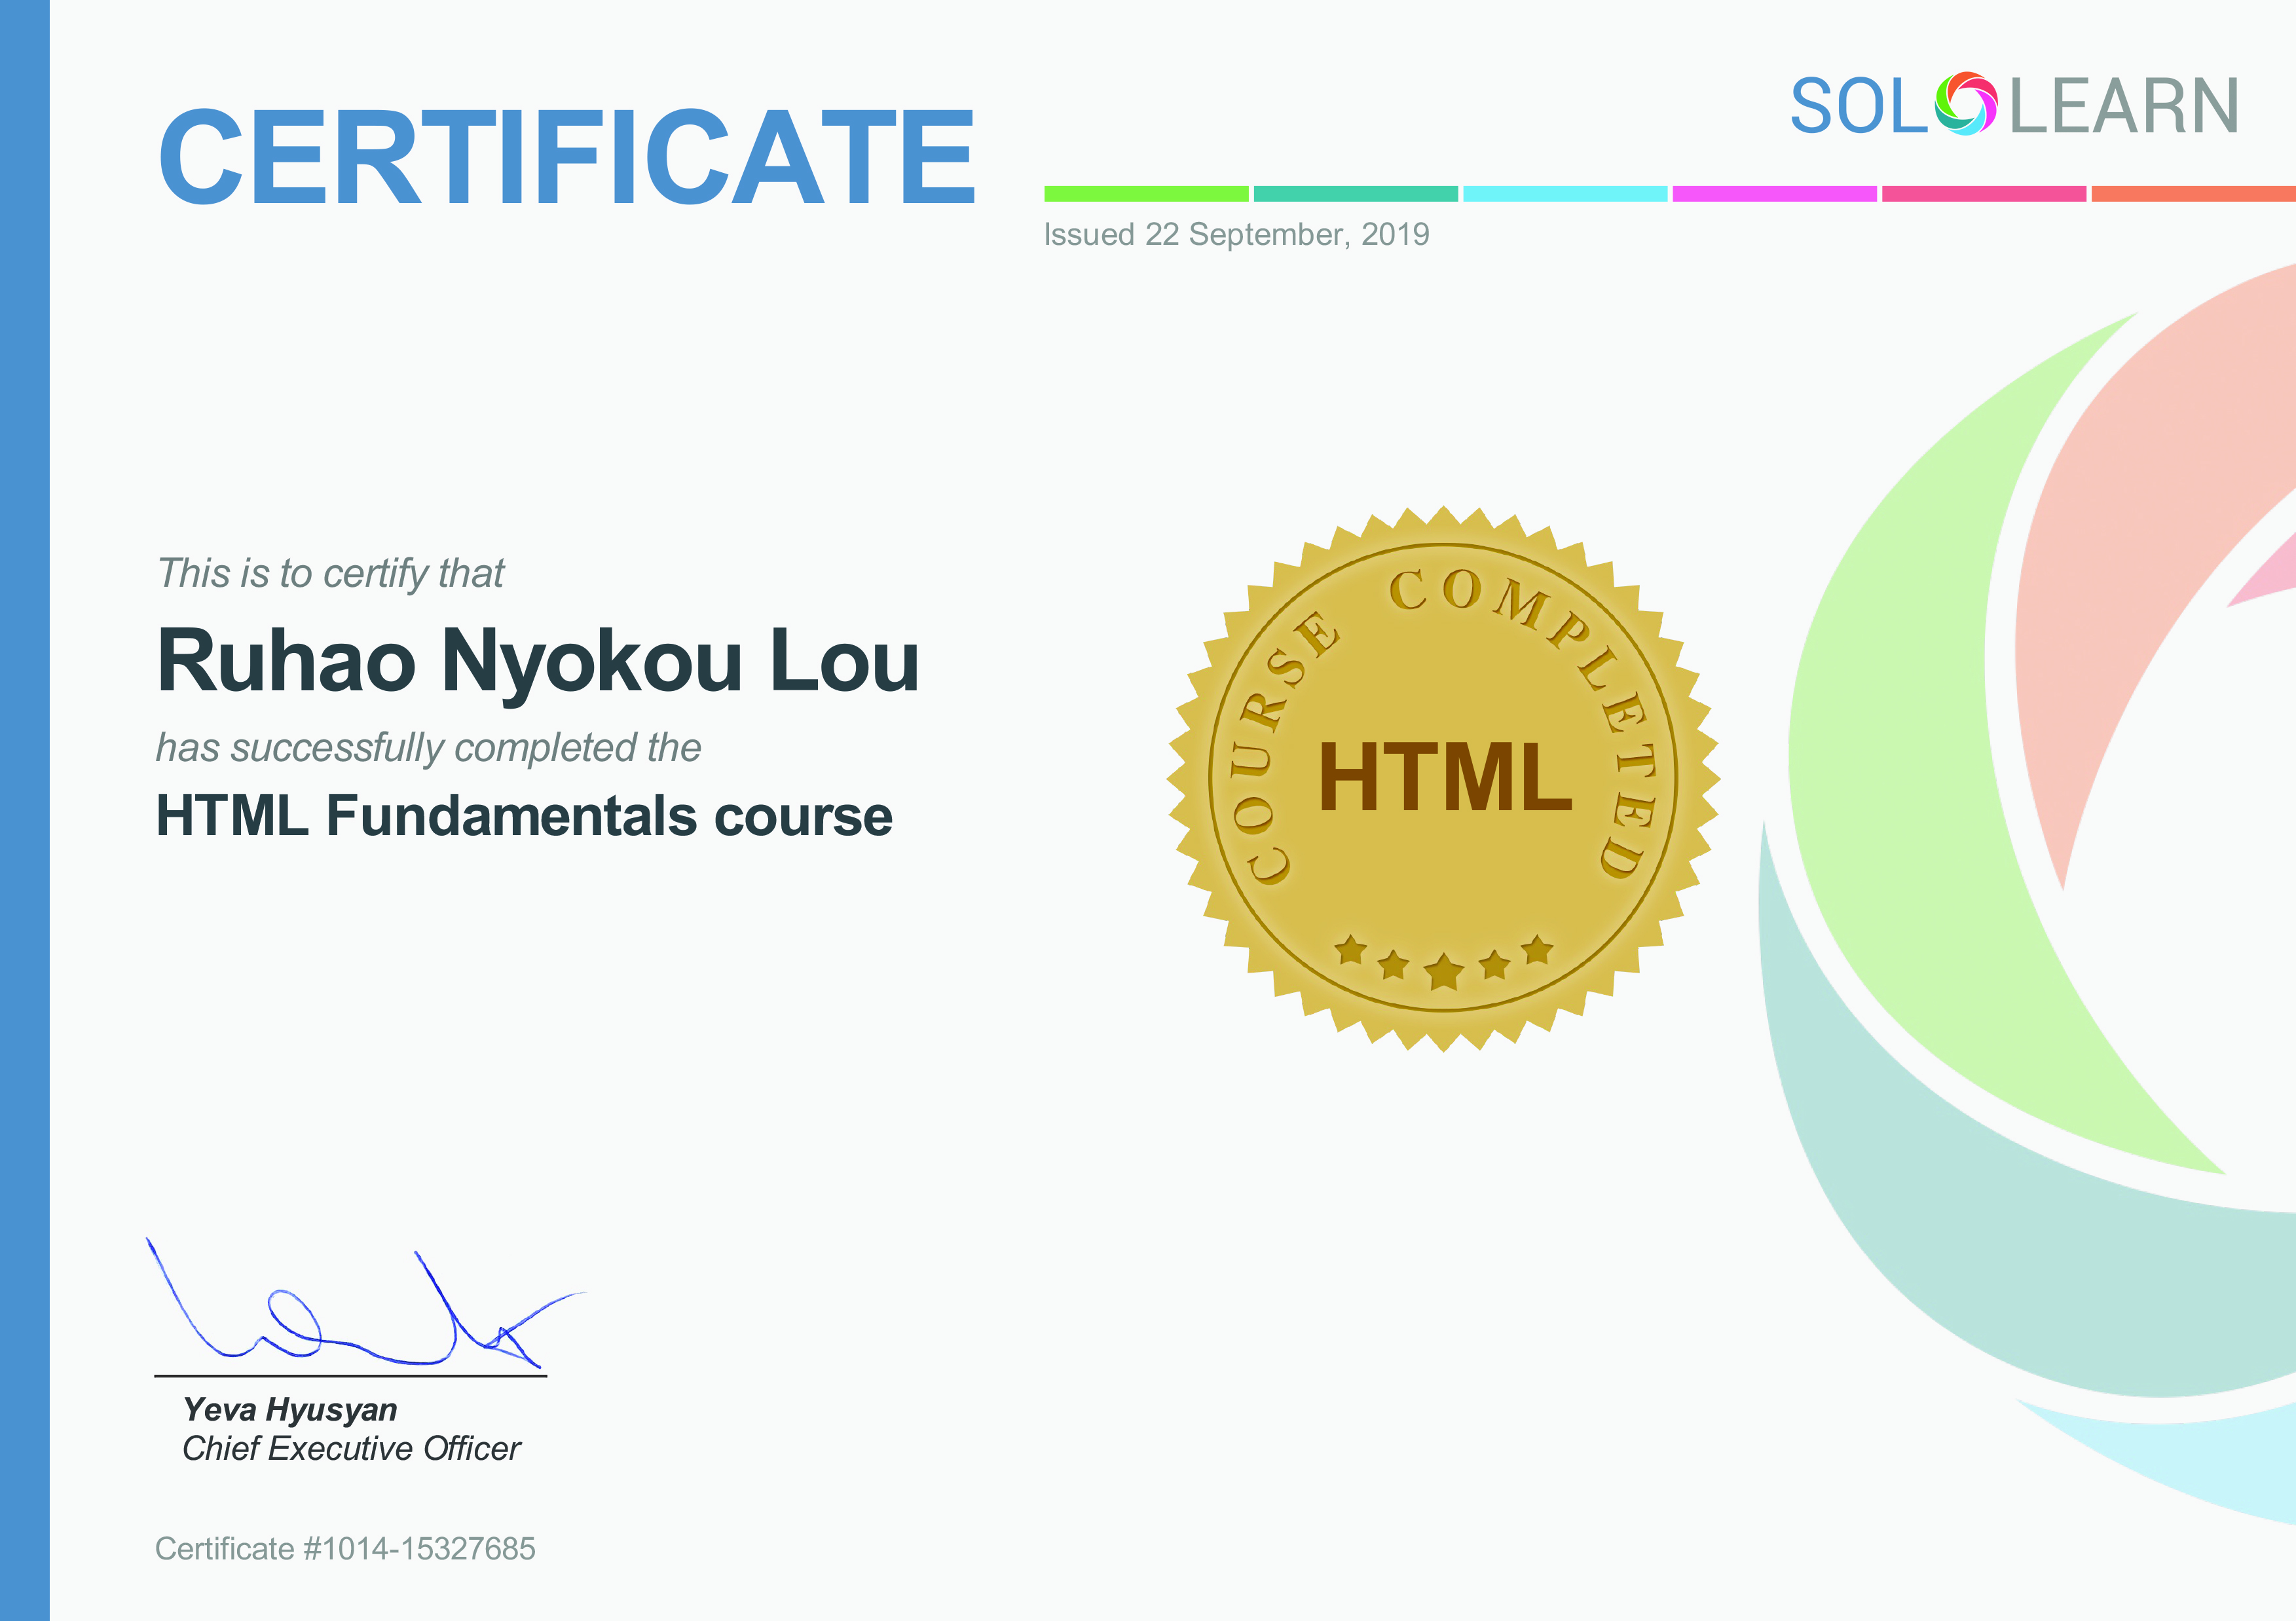 CERTIFICATE
SOLOLEARN
Issued 22 September, 2019
This is to certify that
Ruhao Nyokou Lou
has successfully completed the
HTML Fundamentals course
COURSE COMPLETED
HTML
Yeva Hyusyan
Chief Executive Officer
Certificate #1014-15327685